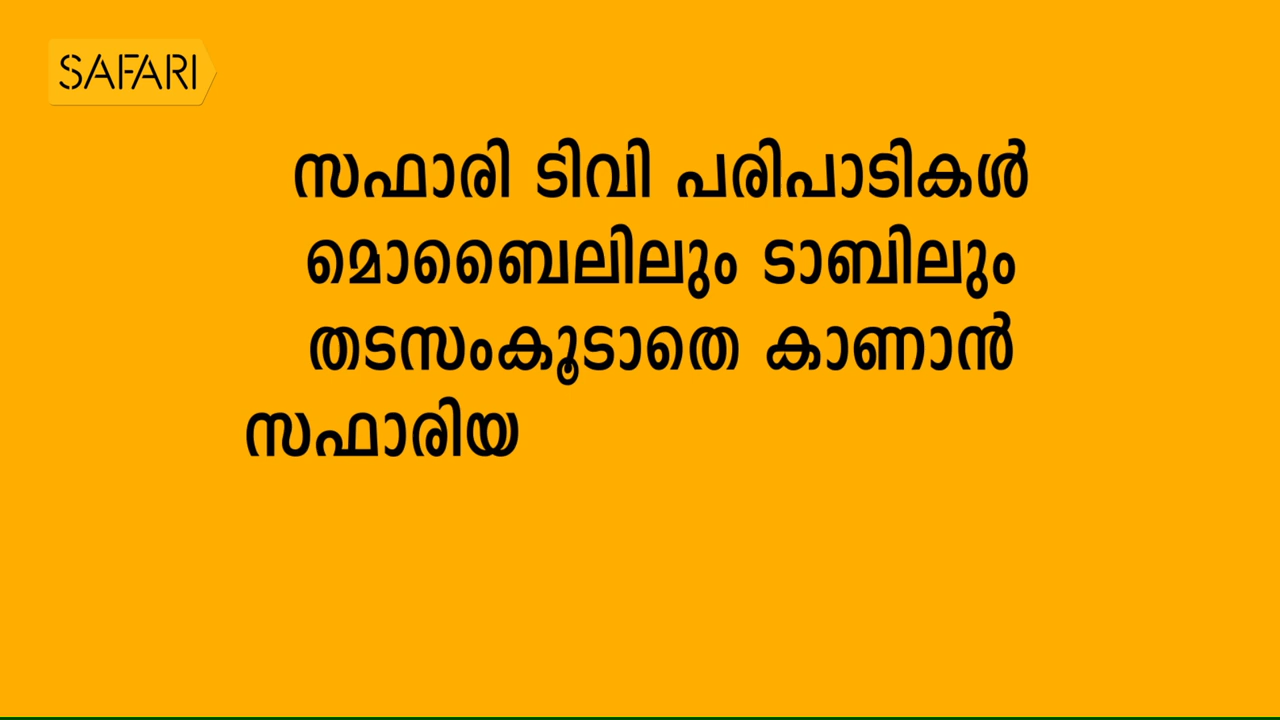 SAFARI
സഫാരി ടിവി പരിപാടികൾ
മൊബൈലിലും ടാബിലും
തടസംകൂടാതെ കാണാൻ
സഫാരിയ